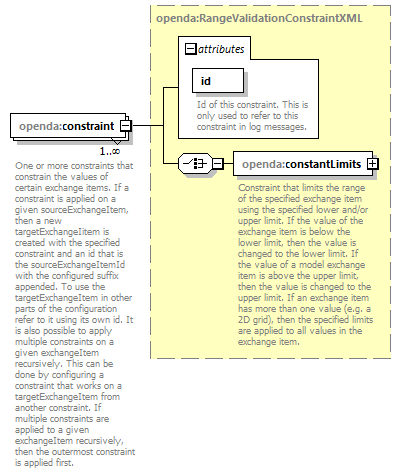 openda:RangeValidationConstraintXML
attributes
id
Id of this constraint. This is
only used to refer to this
constraint in log messages.
openda:constraint
1..∞
One or more constraints that
constrain the values of
certain exchange items. If a
constraint is applied on a
given sourceExchangeItem,
then a new
targetExchangeItem is
created with the specified
constraint and an id that is
the sourceExchangeItemId
with the configured suffix
appended. To use the
targetExchangeItem in other
parts of the configuration
refer to it using its own id. It
is also possible to apply
multiple constraints on a
given exchangeItem
recursively. This can be
done by configuring a
constraint that works on a
targetExchangeItem from
another constraint. If
multiple constraints are
applied to a given
exchangeItem recursively,
then the outermost constraint
is applied first.
openda:constantLimits
Constraint that limits the range
of the specified exchange item
using the specified lower and/or
upper limit. If the value of the
exchange item is below the
lower limit, then the value is
changed to the lower limit. If
the value of a model exchange
item is above the upper limit,
then the value is changed to the
upper limit. If an exchange item
has more than one value (e.g. a
2D grid), then the specified limits
are applied to all values in the
exchange item.